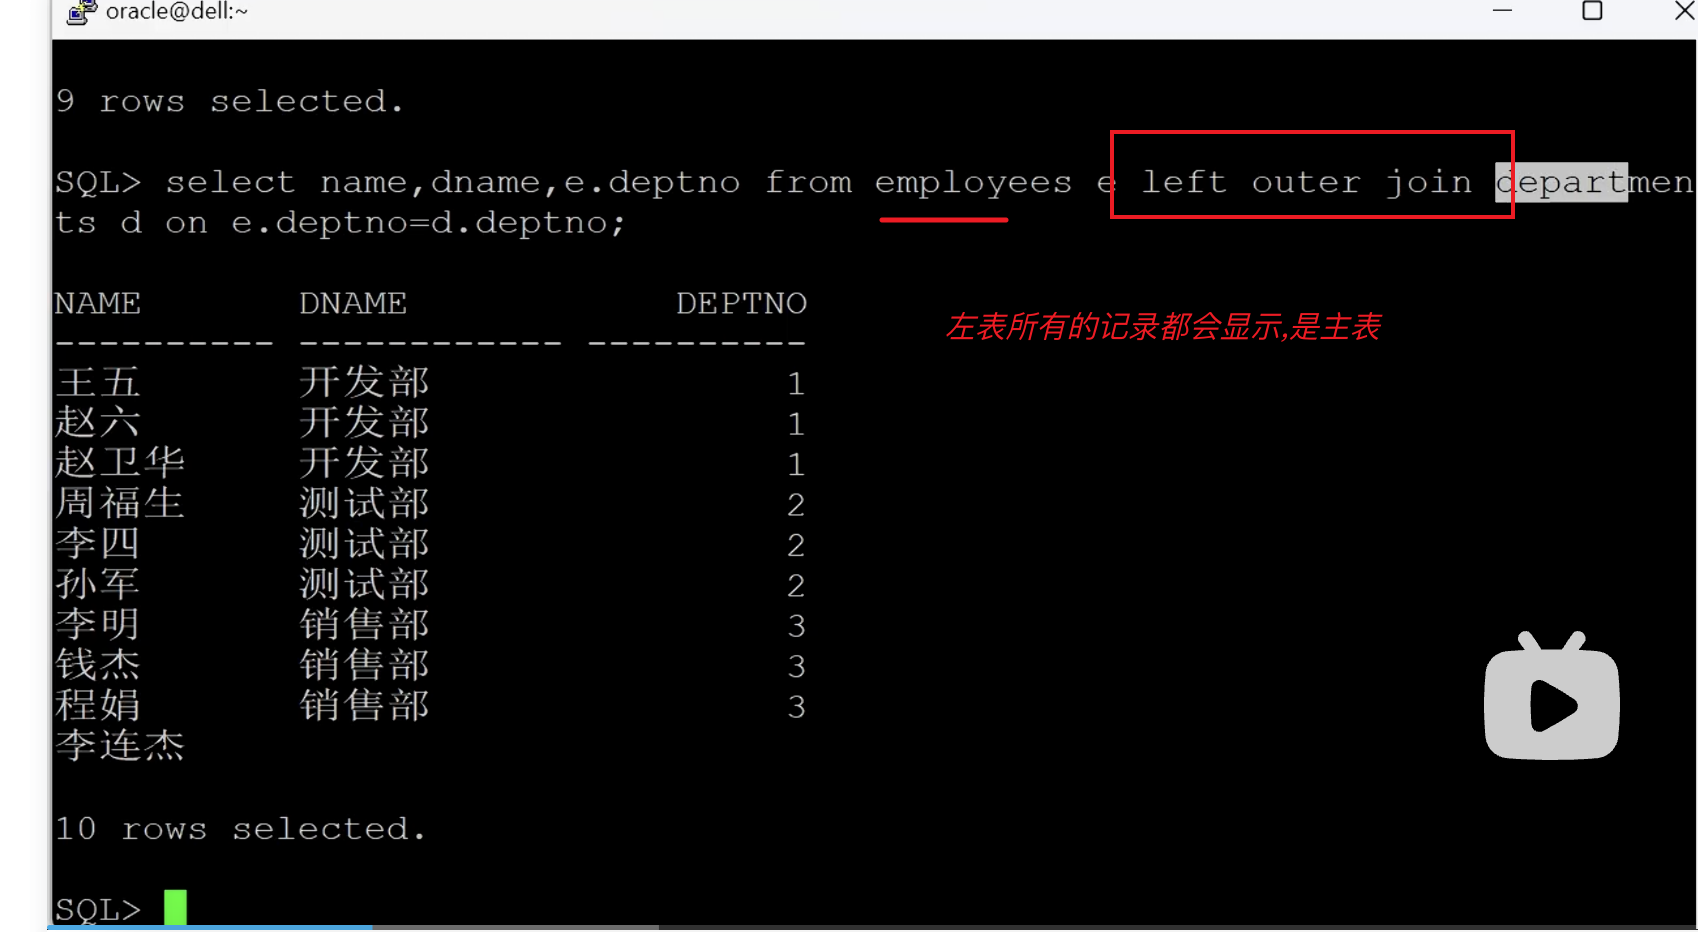 oracle@dell:~
9 rows selected.
SQL> select name,dname,e.deptno from employees e left outer join departmen
ts d on e.deptno=d.deptno;
NAME DNAME DEPTNO
---------- ------------ ----------
左表所有的记录都会显示,是主表
王五 开发部 1
赵六 开发部 1
赵卫华 开发部 1
周福生 测试部 2
李四 测试部 2
孙军 测试部 2
李明 销售部 3
钱杰 销售部 3
程娟 销售部 3
李连杰
10 rows selected.
SQL>